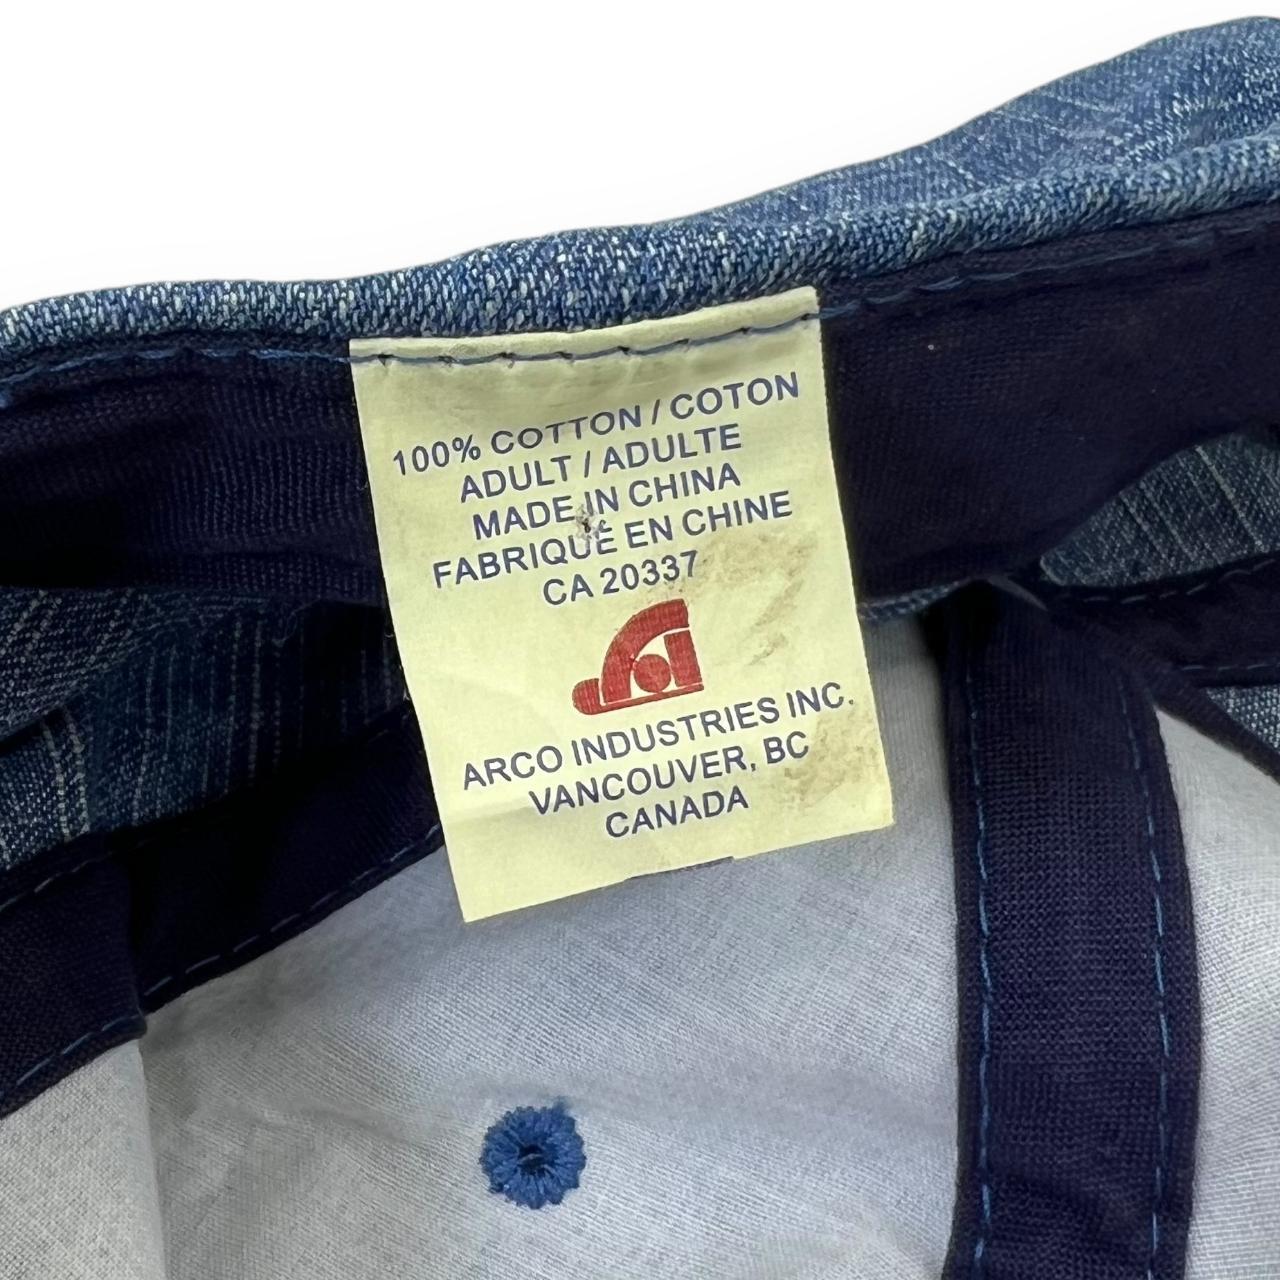 100% COTTON / COTON
ADULT / ADULTE
MADE IN CHINA
FABRIQUÉ EN CHINE
CA 20337
ARCO INDUSTRIES INC.
VANCOUVER, BC
CANADA